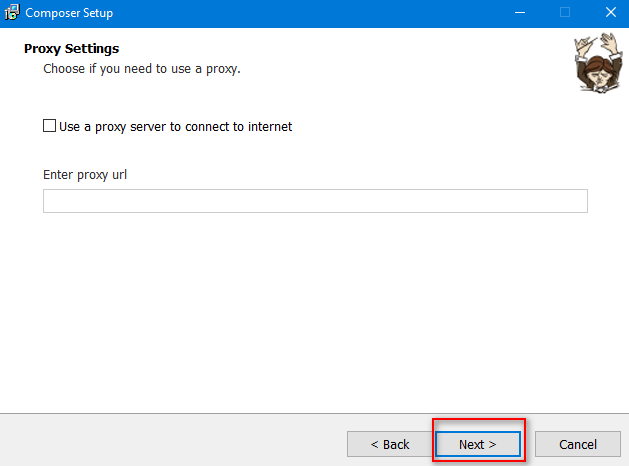 Composer Setup
Proxy Settings
Choose if you need to use a proxy.
Use a proxy server to connect to internet
Enter proxy url
< Back
Next >
Cancel